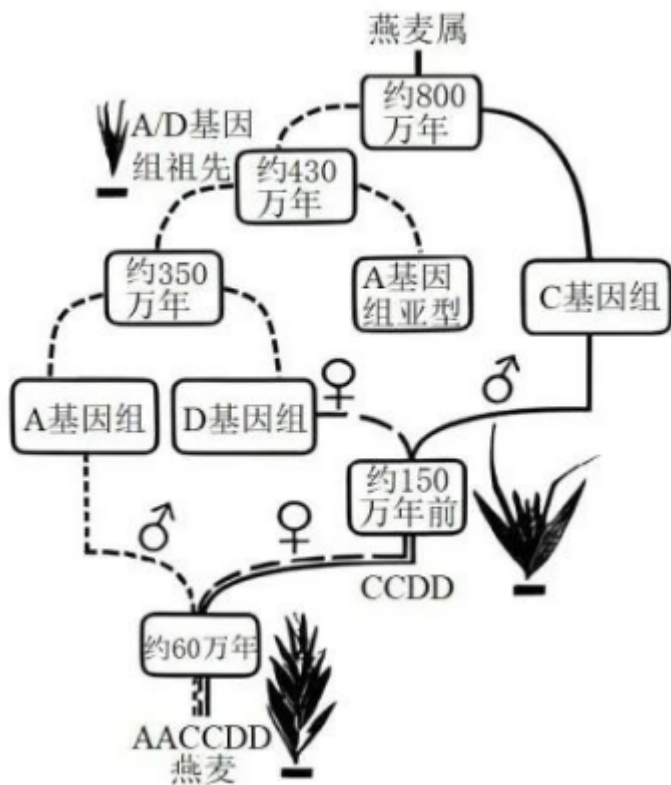 燕麦属
约800
万年
A/D基因
组祖先
约430
万年
约350
万年
A基因
组亚型
C基因组
A基因组
D基因组
♀
♂
约150
万年前
♂
♀
CCDD
约60万年
AACCDD
燕麦